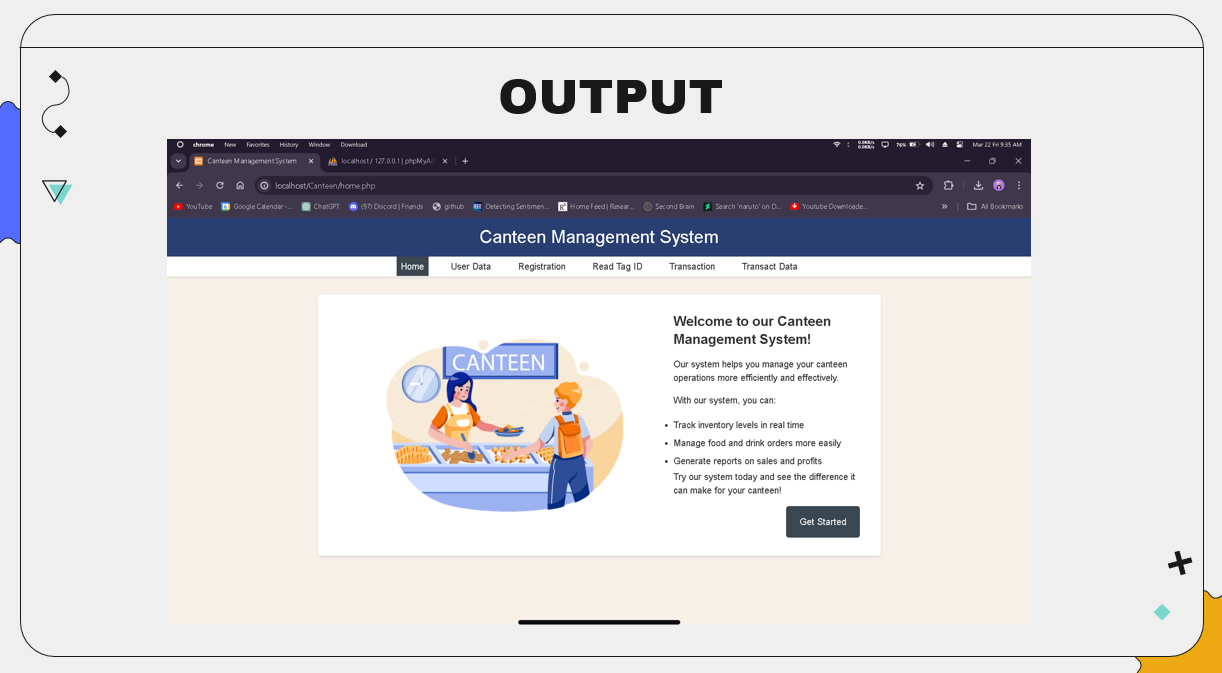 OUTPUT
chrome New Favorites History Window Download
0.0KB/s
0.0KB/s
76%
Mar 22 Fri 9:35 AM
Canteen Management System
localhost / 127.0.0.1 | phpMyAd
localhost/Canteen/home.php
YouTube Google Calendar -... ChatGPT (97) Discord | Friends github Detecting Sentimen... Home Feed | Resear... Second Brain Search 'naruto' on D... Youtube Downloade... All Bookmarks
Canteen Management System
Home User Data Registration Read Tag ID Transaction Transact Data
CANTEEN
Welcome to our Canteen
Management System!
Our system helps you manage your canteen
operations more efficiently and effectively.
With our system, you can:
• Track inventory levels in real time
• Manage food and drink orders more easily
• Generate reports on sales and profits
Try our system today and see the difference it
can make for your canteen!
Get Started